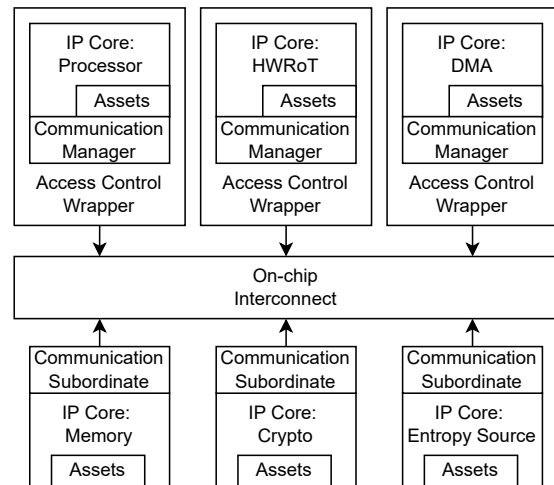 IP Core:
Processor
Assets
Communication
Manager
Access Control
Wrapper
IP Core:
HWRoT
Assets
Communication
Manager
Access Control
Wrapper
IP Core:
DMA
Assets
Communication
Manager
Access Control
Wrapper
On-chip
Interconnect
Communication
Subordinate
IP Core:
Memory
Assets
Communication
Subordinate
IP Core:
Crypto
Assets
Communication
Subordinate
IP Core:
Entropy Source
Assets